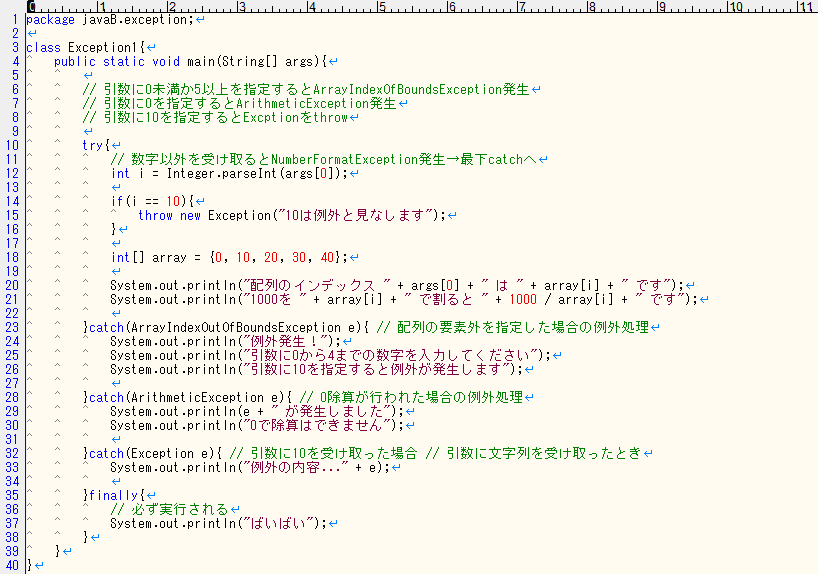 0 1 2 3 4 5 6 7 8 9 10 11
1 package javaB.exception;↵
2 ↵
3 class Exception1{↵
4 ^ public static void main(String[] args){↵
5 ^ ^ ↵
6 ^ ^ // 引数に0未満か5以上を指定するとArrayIndexOfBoundsException発生↵
7 ^ ^ // 引数に0を指定するとArithmeticException発生↵
8 ^ ^ // 引数に10を指定するとExcptionをthrow↵
9 ^ ^ ↵
10 ^ ^ try{↵
11 ^ ^ ^ // 数字以外を受け取るとNumberFormatException発生→最下catchへ↵
12 ^ ^ ^ int i = Integer.parseInt(args[0]);↵
13 ^ ^ ^ ↵
14 ^ ^ ^ if(i == 10){↵
15 ^ ^ ^ ^ throw new Exception("10は例外と見なします");↵
16 ^ ^ ^ }↵
17 ^ ^ ^ ↵
18 ^ ^ ^ int[] array = {0, 10, 20, 30, 40};↵
19 ^ ^ ^ ↵
20 ^ ^ ^ System.out.println("配列のインデックス " + args[0] + " は " + array[i] + " です");↵
21 ^ ^ ^ System.out.println("1000を " + array[i] + " で割ると " + 1000 / array[i] + " です");↵
22 ^ ^ ^ ↵
23 ^ ^ }catch(ArrayIndexOutOfBoundsException e){ // 配列の要素外を指定した場合の例外処理↵
24 ^ ^ ^ System.out.println("例外発生！");↵
25 ^ ^ ^ System.out.println("引数に0から4までの数字を入力してください");↵
26 ^ ^ ^ System.out.println("引数に10を指定すると例外が発生します");↵
27 ^ ^ ^ ↵
28 ^ ^ }catch(ArithmeticException e){ // 0除算が行われた場合の例外処理↵
29 ^ ^ ^ System.out.println(e + " が発生しました");↵
30 ^ ^ ^ System.out.println("0で除算はできません");↵
31 ^ ^ ^ ↵
32 ^ ^ }catch(Exception e){ // 引数に10を受け取った場合 // 引数に文字列を受け取ったとき↵
33 ^ ^ ^ System.out.println("例外の内容..." + e);↵
34 ^ ^ ^ ↵
35 ^ ^ }finally{↵
36 ^ ^ ^ // 必ず実行される↵
37 ^ ^ ^ System.out.println("ばいばい");↵
38 ^ ^ }↵
39 ^ }↵
40 }↵